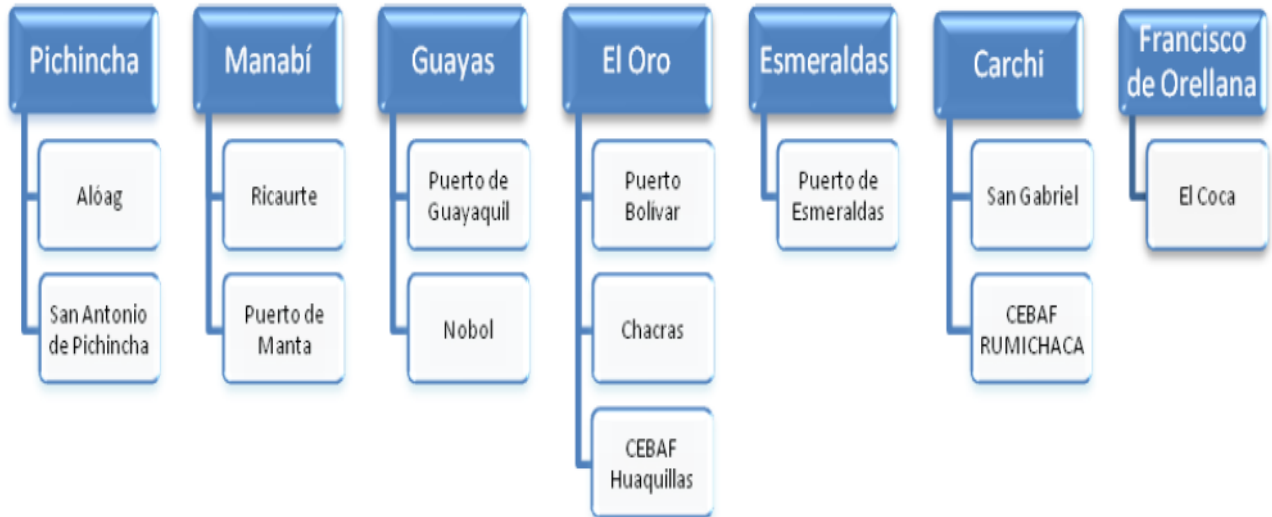 Pichincha
Alóag
San Antonio
de Pichincha
Manabí
Ricaurte
Puerto de
Manta
Guayas
Puerto de
Guayaquil
Nobol
El Oro
Puerto
Bolívar
Chacras
CEBAF
Huaquillas
Esmeraldas
Puerto de
Esmeraldas
Carchi
San Gabriel
CEBAF
RUMICHACA
Francisco
de Orellana
El Coca